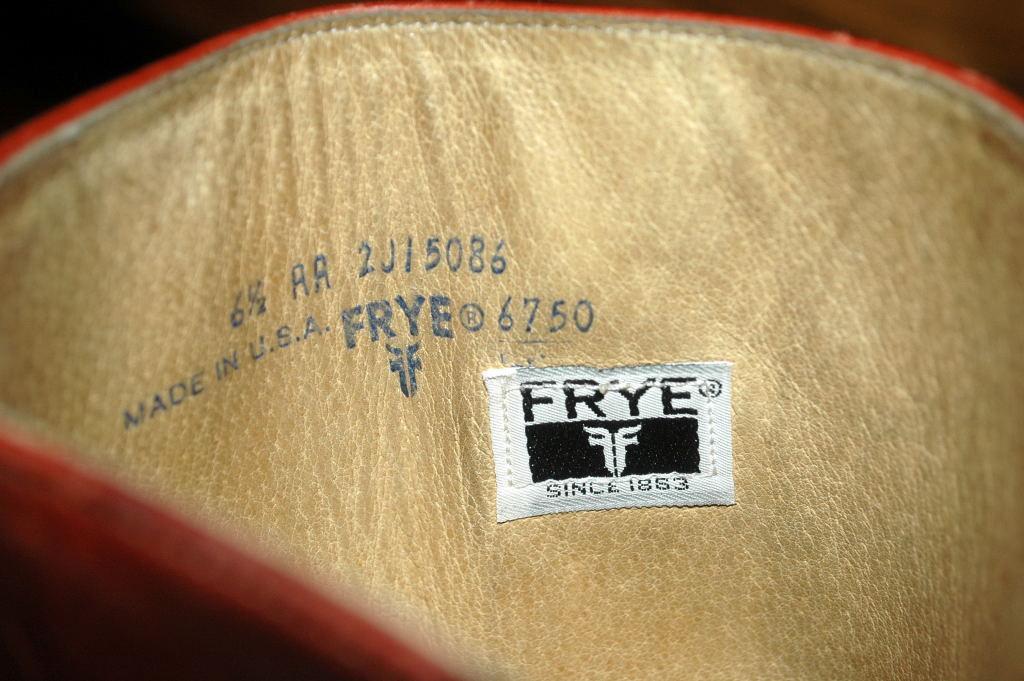 6½ AA 2J15086
MADE IN U.S.A. FRYE® 6750
FRYE®
SINCE 1863